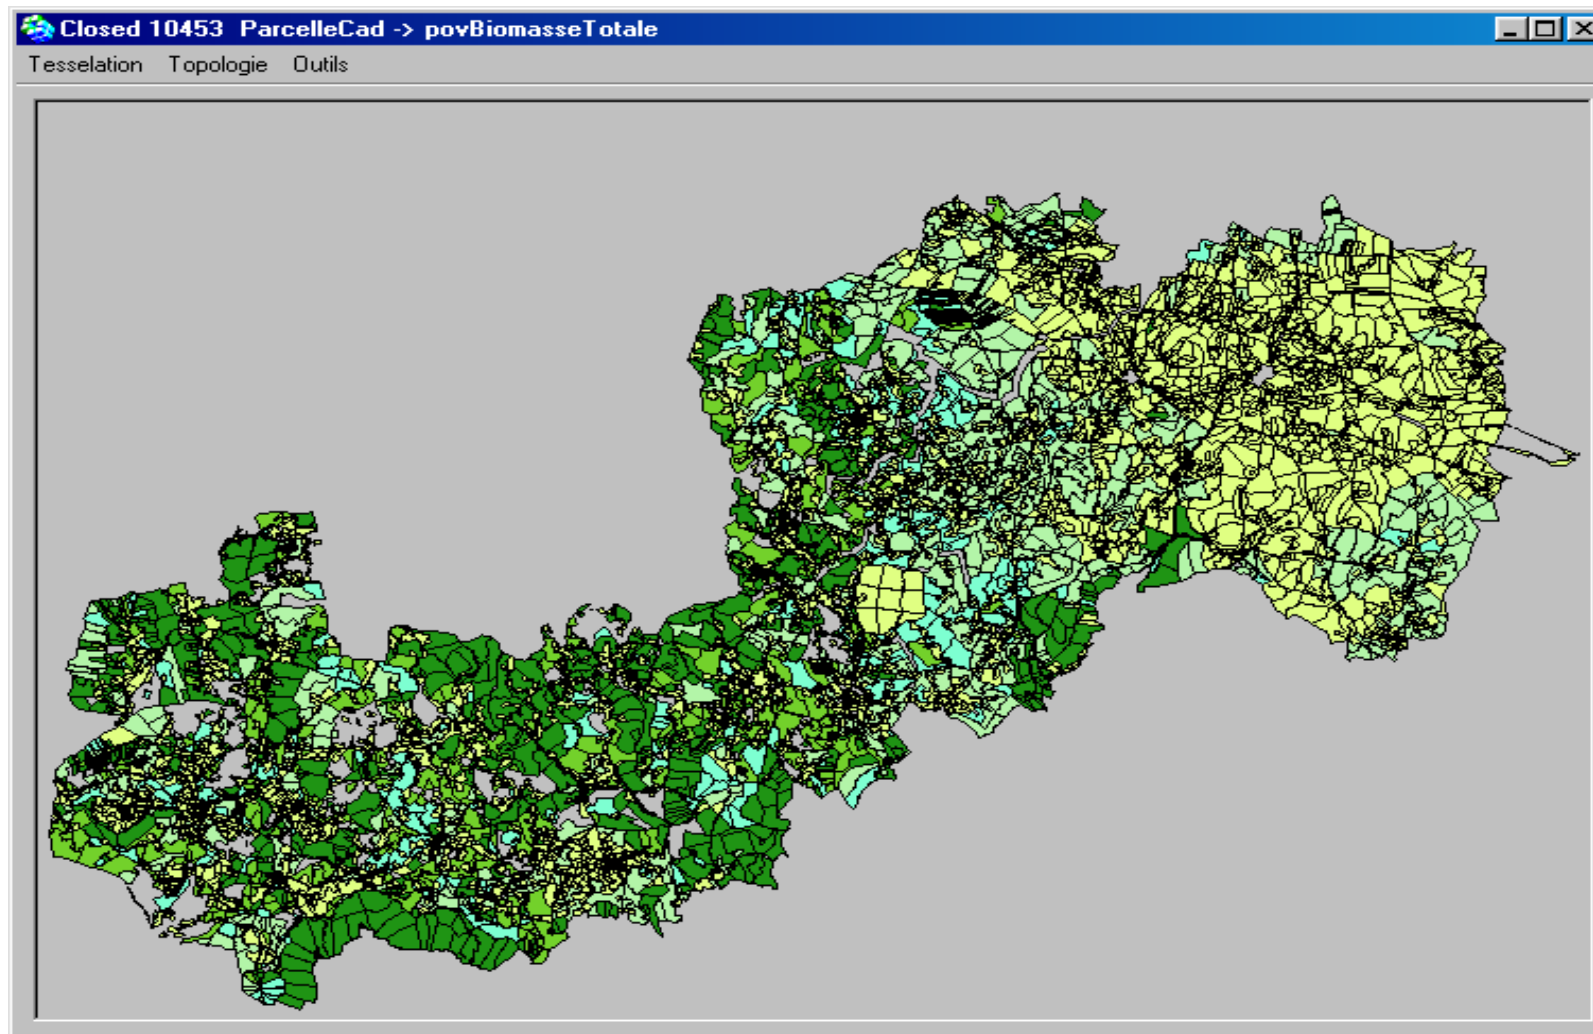 Closed 10453 ParcelleCad -> povBiomasseTotale
Tesselation Topologie Outils